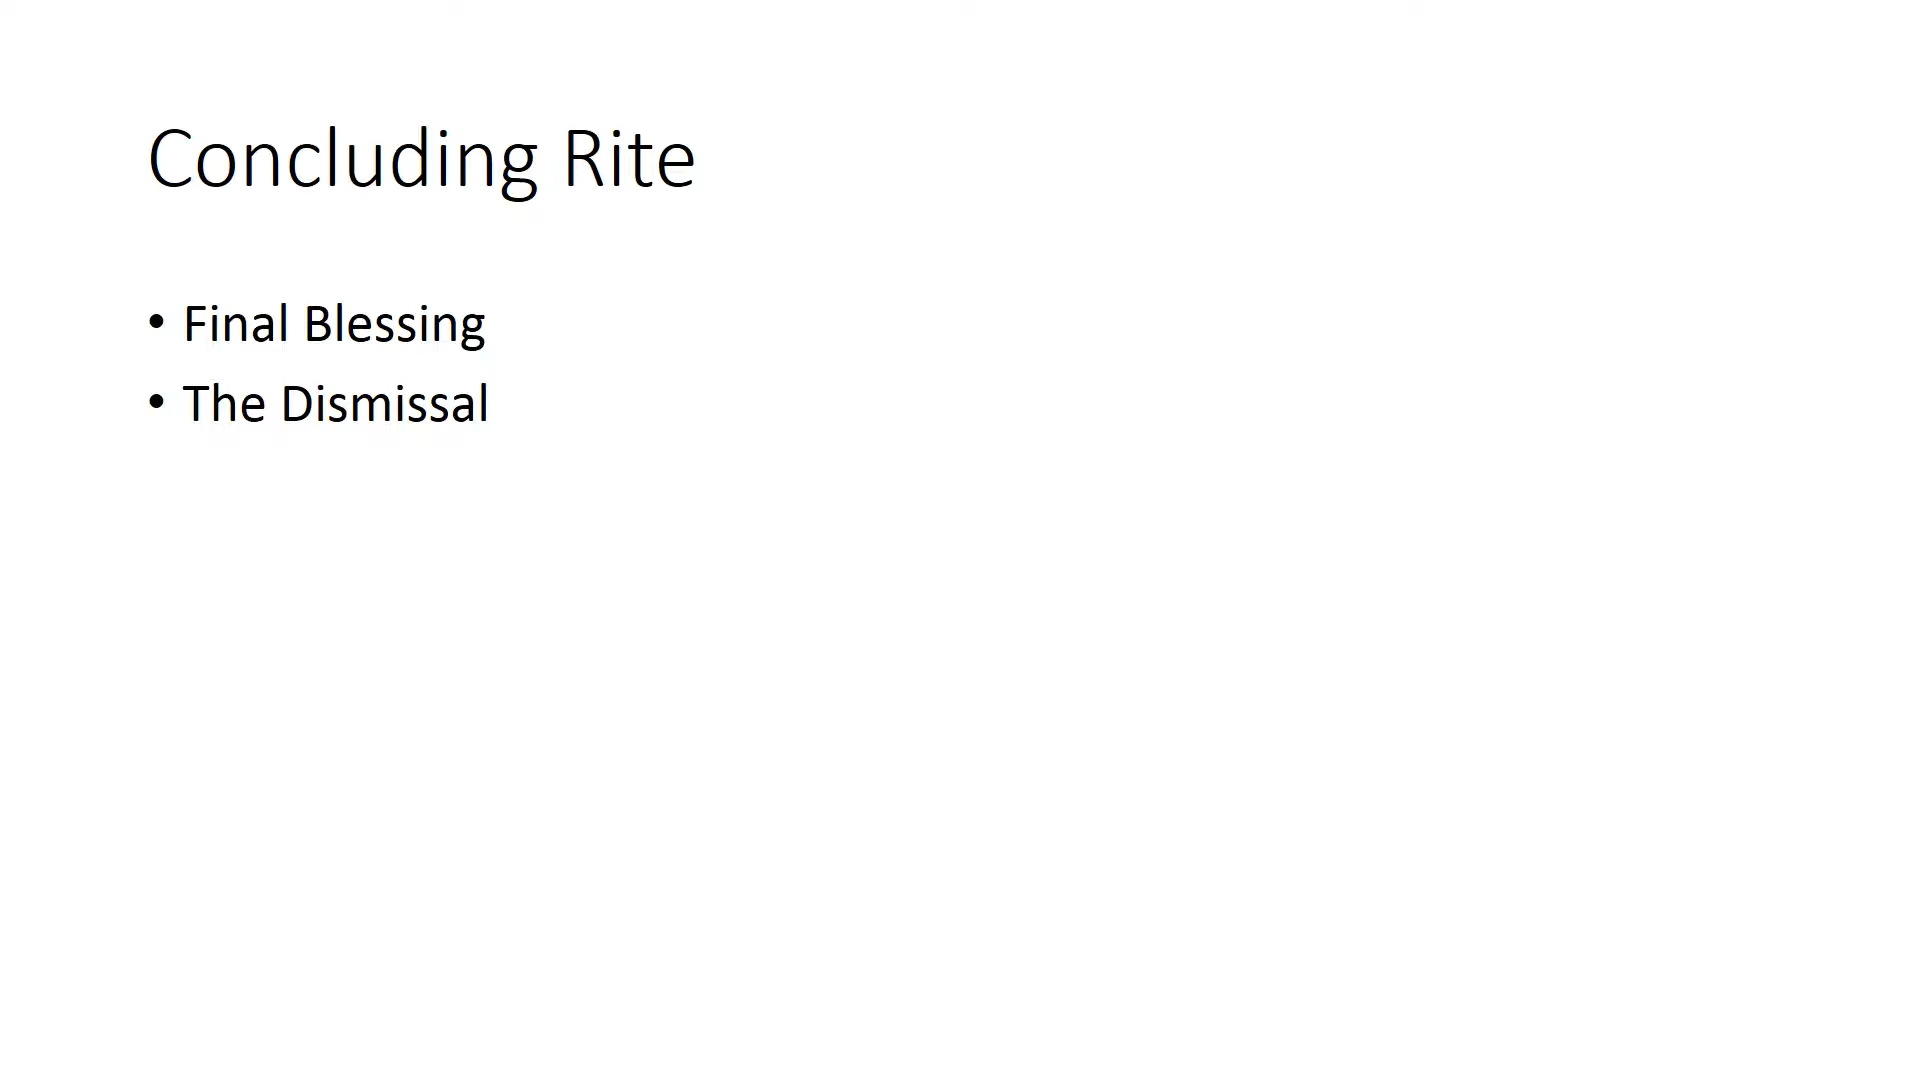 Concluding Rite
• Final Blessing
• The Dismissal